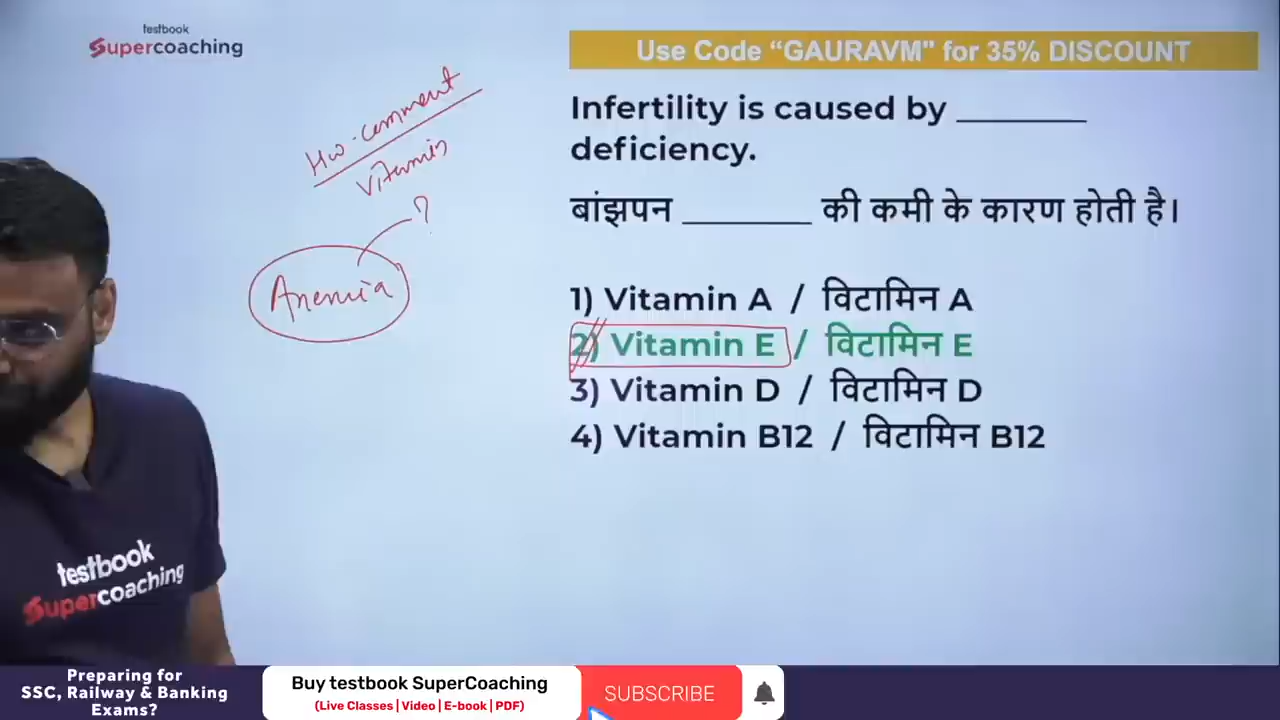 testbook
Supercoaching
Use Code “GAURAVM" for 35% DISCOUNT
Hw. comment
Vitamin
?
Anemia
Infertility is caused by ________
deficiency.
बांझपन ________ की कमी के कारण होती है।
1) Vitamin A / विटामिन A
2) Vitamin E / विटामिन E
3) Vitamin D / विटामिन D
4) Vitamin B12 / विटामिन B12
testbook
Supercoaching
Preparing for
SSC, Railway & Banking
Exams?
Buy testbook SuperCoaching
(Live Classes | Video | E-book | PDF)
SUBSCRIBE